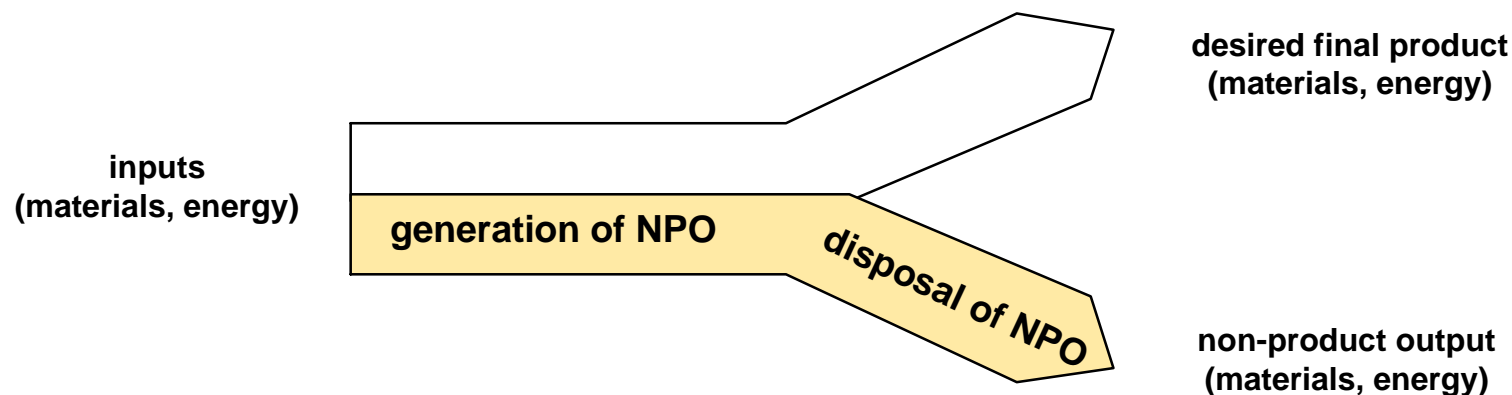 inputs
(materials, energy)
generation of NPO
disposal of NPO
desired final product
(materials, energy)
non-product output
(materials, energy)